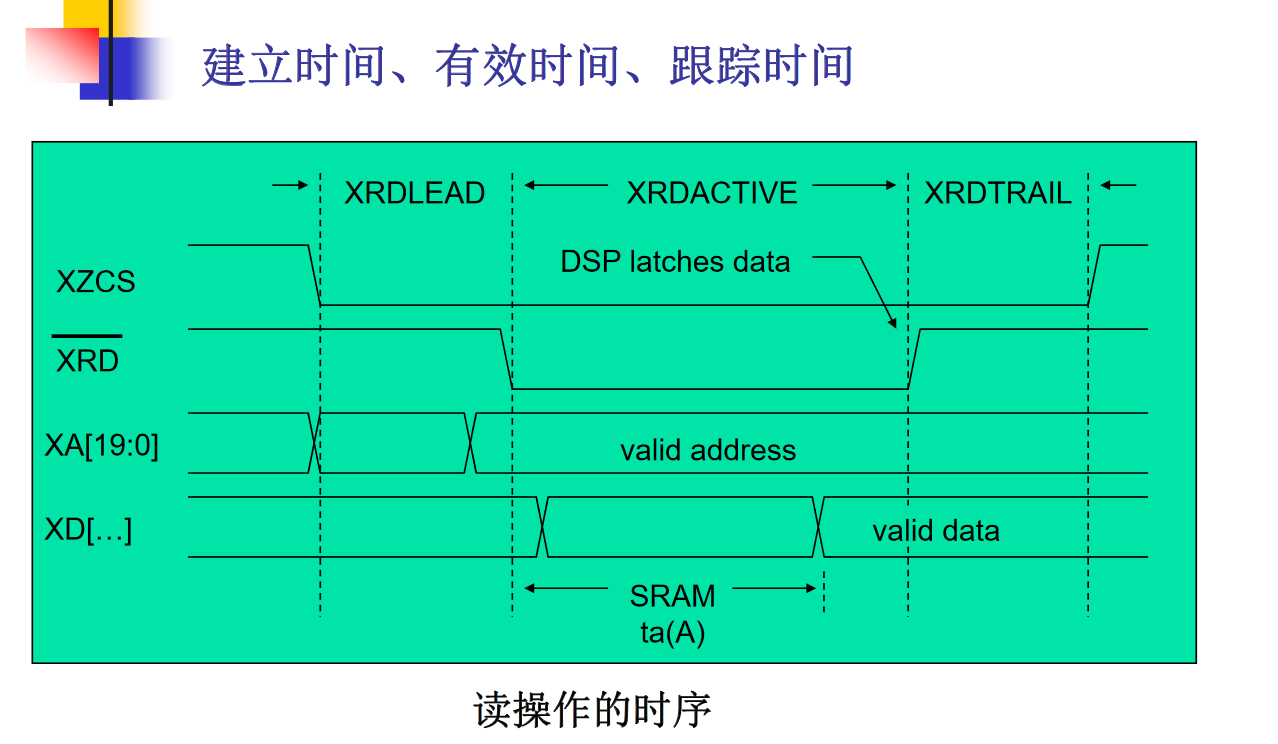 建立时间、有效时间、跟踪时间
XRDLEAD XRDACTIVE XRDTRAIL
DSP latches data
XZCS
XRD
XA[19:0] valid address
XD[…] valid data
SRAM
ta(A)
读操作的时序